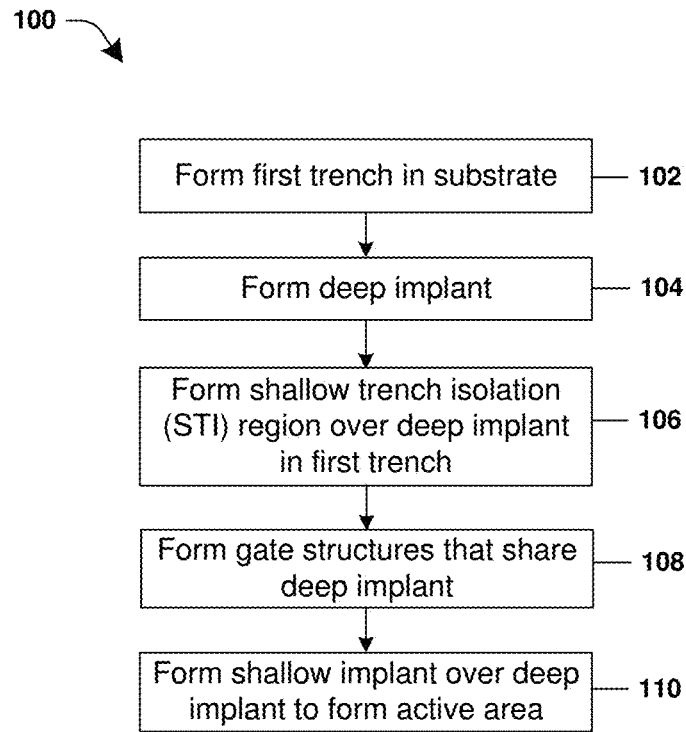 100
Form first trench in substrate
102
Form deep implant
104
Form shallow trench isolation
(STI) region over deep implant
in first trench
106
Form gate structures that share
deep implant
108
Form shallow implant over deep
implant to form active area
110